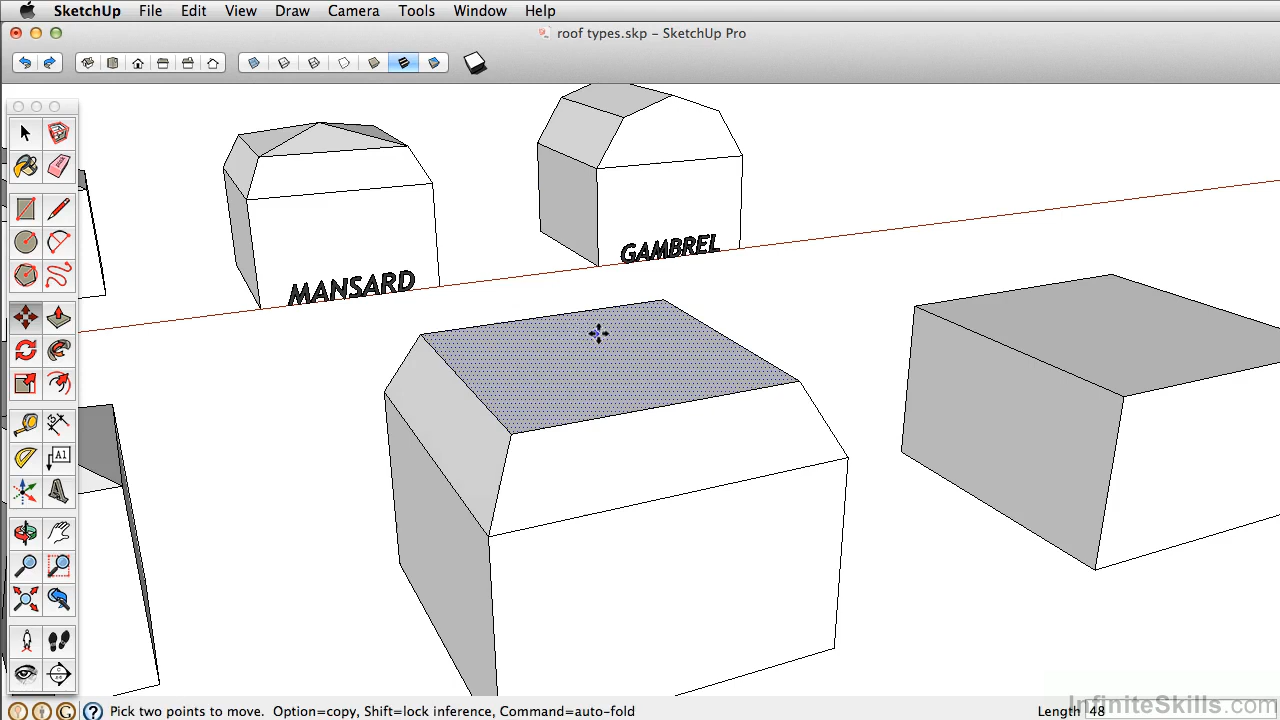 SketchUp File Edit View Draw Camera Tools Window Help
roof types.skp – SketchUp Pro
GAMBREL
MANSARD
A1
Pick two points to move. Option=copy, Shift=lock inference, Command=auto-fold
Length 48
InfiniteSkills.com